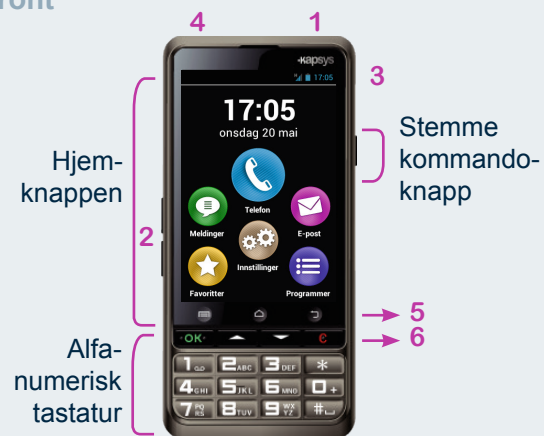 ront
4 1
ĸapsys
17:05
3
17:05
onsdag 20 mai
Hjem-
knappen
Stemme
kommando-
knapp
Telefon
Meldinger
E-post
2
Innstillinger
Favoritter
Programmer
5
OK C
6
Alfa-
numerisk
tastatur
1 2 ABC 3 DEF *
4 GHI 5 JKL 6 MNO 0 +
7 PQRS 8 TUV 9 WXYZ #